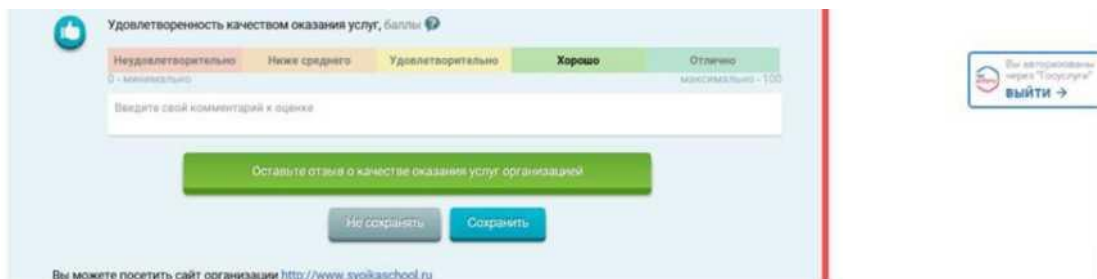 Удовлетворенность качеством оказания услуг, баллы
Неудовлетворительно Ниже среднего Удовлетворительно Хорошо Отлично
0 - минимально максимально - 100
Введите свой комментарий к оценке
Оставьте отзыв о качестве оказания услуг организацией
Не сохранять Сохранить
Вы можете посетить сайт организации http://www.svoikaschool.ru
Вы авторизованы
через "Госуслуги"
ВЫЙТИ →